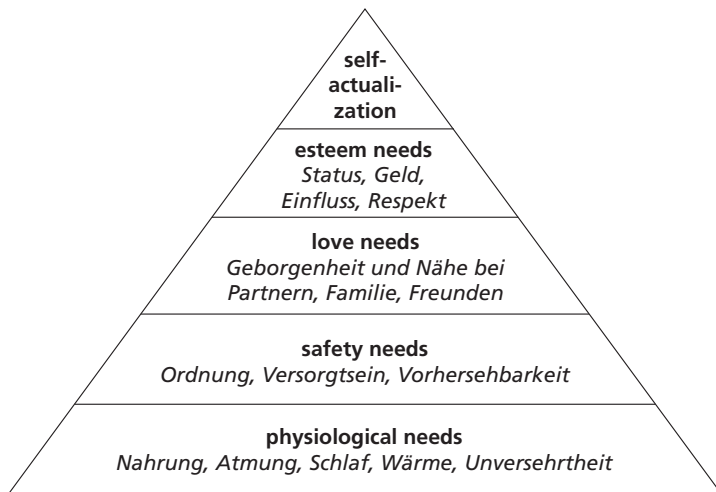 self-
actuali-
zation
esteem needs
Status, Geld,
Einfluss, Respekt
love needs
Geborgenheit und Nähe bei
Partnern, Familie, Freunden
safety needs
Ordnung, Versorgtsein, Vorhersehbarkeit
physiological needs
Nahrung, Atmung, Schlaf, Wärme, Unversehrtheit